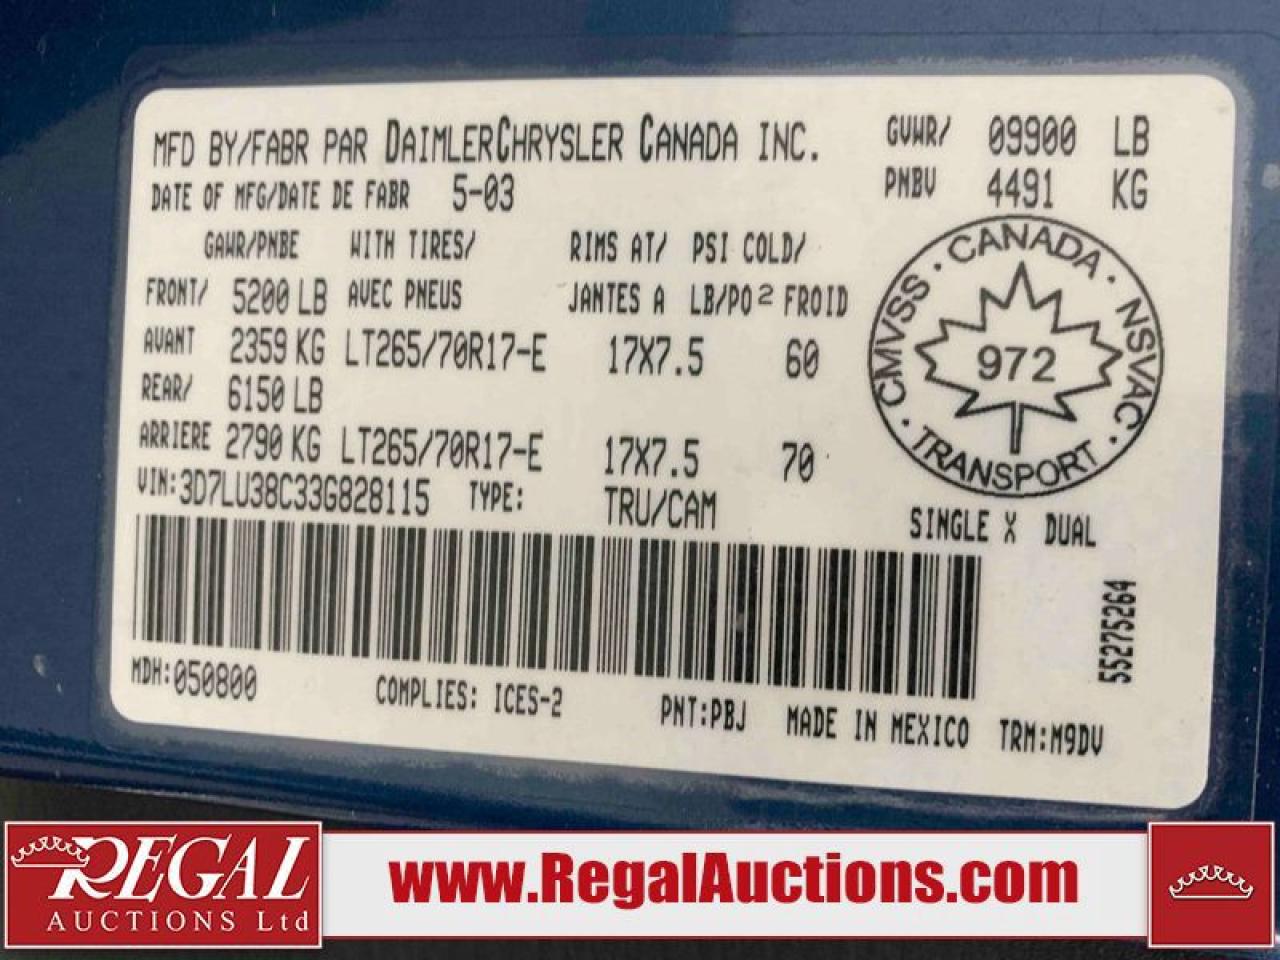 MFD BY/FABR PAR DAIMLERCHRYSLER CANADA INC.
GVWR/ 09900 LB
PNBV 4491 KG
DATE OF MFG/DATE DE FABR 5-03
GAWR/PNBE WITH TIRES/ RIMS AT/ PSI COLD/
FRONT/ 5200 LB AVEC PNEUS JANTES A LB/PO² FROID
AVANT 2359 KG LT265/70R17-E 17X7.5 60
REAR/ 6150 LB
ARRIERE 2790 KG LT265/70R17-E 17X7.5 70
VIN:3D7LU38C33G828115 TYPE: TRU/CAM
CMVSS · CANADA · NSVAC · TRANSPORT ·
972
SINGLE X DUAL
55275264
MDH:050800 COMPLIES: ICES-2 PNT:PBJ MADE IN MEXICO TRM:M9DV
REGAL
AUCTIONS Ltd
www.RegalAuctions.com